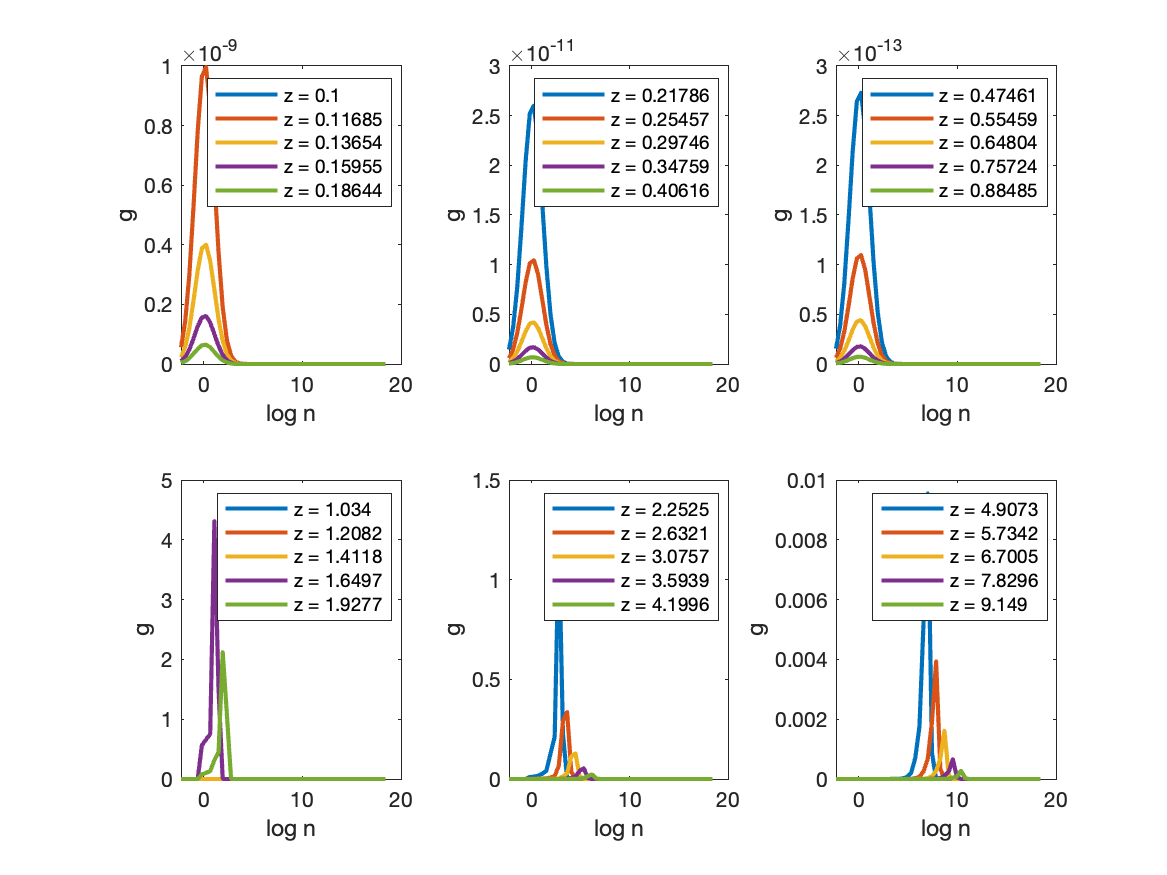 ×10-9
1
0.8
0.6
0.4
0.2
0
g
0 10 20
log n
z = 0.1
z = 0.11685
z = 0.13654
z = 0.15955
z = 0.18644
×10-11
3
2.5
2
1.5
1
0.5
0
g
0 10 20
log n
z = 0.21786
z = 0.25457
z = 0.29746
z = 0.34759
z = 0.40616
×10-13
3
2.5
2
1.5
1
0.5
0
g
0 10 20
log n
z = 0.47461
z = 0.55459
z = 0.64804
z = 0.75724
z = 0.88485
5
4
3
2
1
0
g
0 10 20
log n
z = 1.034
z = 1.2082
z = 1.4118
z = 1.6497
z = 1.9277
1.5
1
0.5
0
g
0 10 20
log n
z = 2.2525
z = 2.6321
z = 3.0757
z = 3.5939
z = 4.1996
0.01
0.008
0.006
0.004
0.002
0
g
0 10 20
log n
z = 4.9073
z = 5.7342
z = 6.7005
z = 7.8296
z = 9.149